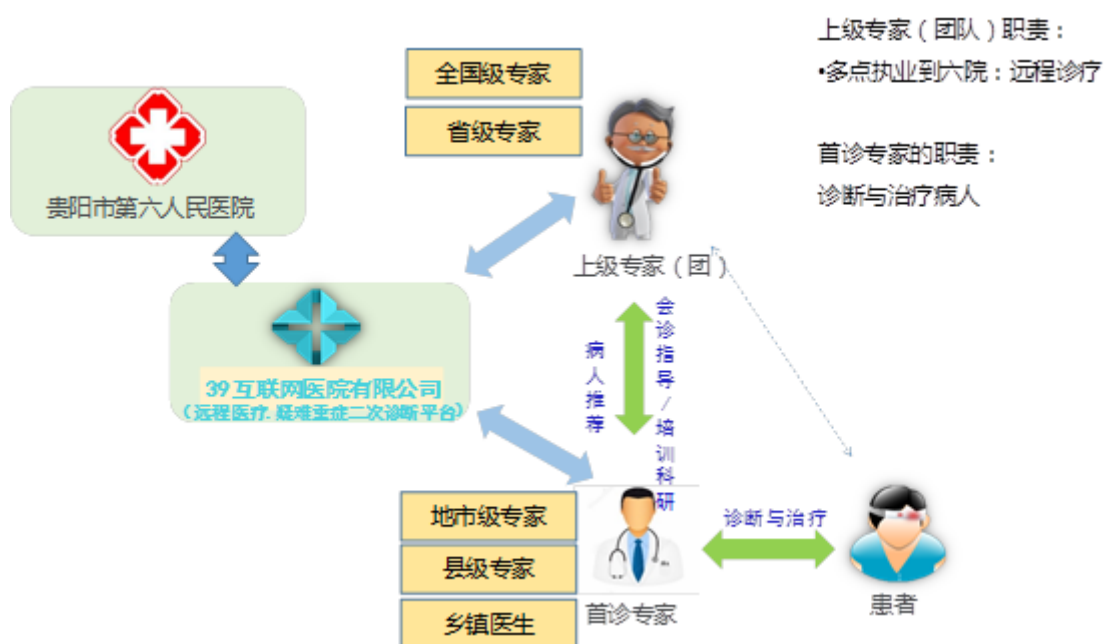 上级专家（团队）职责：
•多点执业到六院：远程诊疗
首诊专家的职责：
诊断与治疗病人
全国级专家
省级专家
贵阳市第六人民医院
上级专家（团）
39互联网医院有限公司
（远程医疗.疑难重症二次诊断平台）
病人推荐
会诊指导/培训科研
地市级专家
县级专家
乡镇医生
首诊专家
诊断与治疗
患者